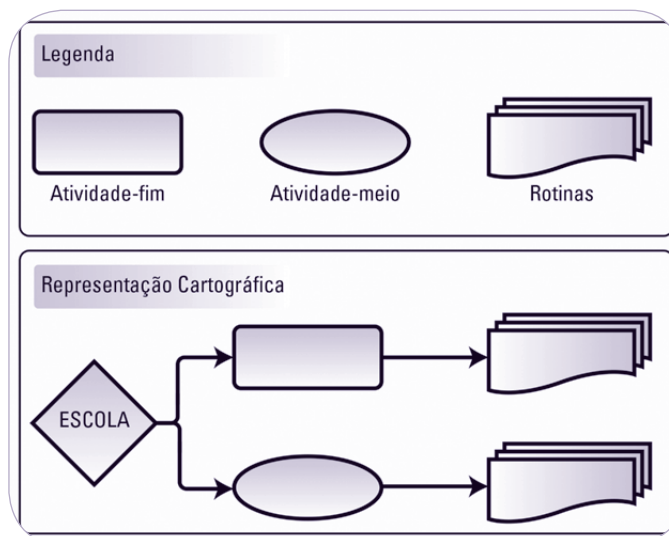 Legenda
Atividade-fim
Atividade-meio
Rotinas
Representação Cartográfica
ESCOLA